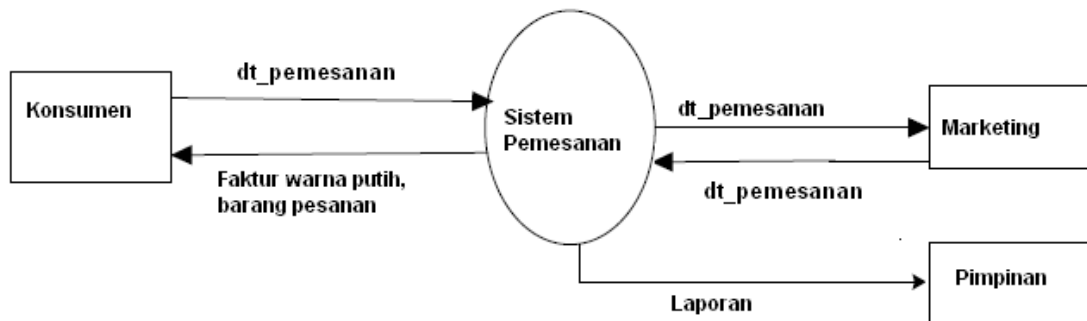 dt_pemesanan
Konsumen
Sistem
Pemesanan
dt_pemesanan
Marketing
Faktur warna putih,
barang pesanan
dt_pemesanan
Pimpinan
Laporan